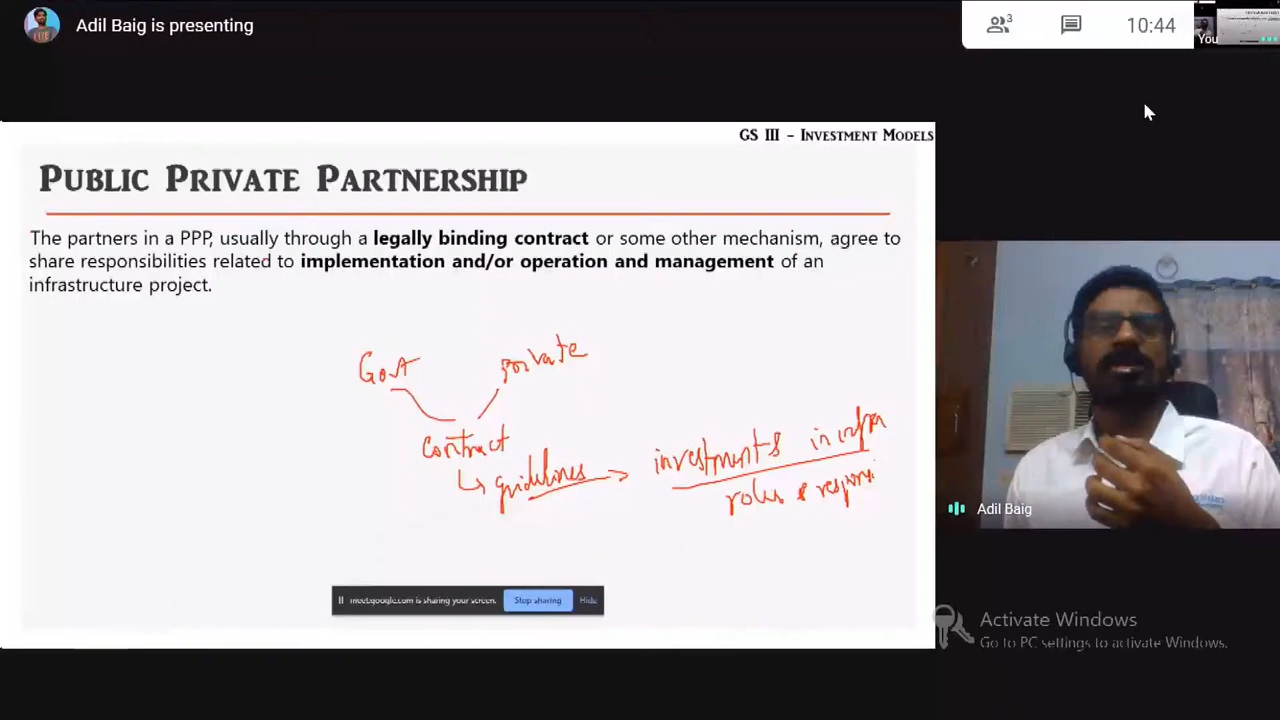 Adil Baig is presenting
3
10:44
You
GS III - INVESTMENT MODELS
PUBLIC PRIVATE PARTNERSHIP
The partners in a PPP, usually through a legally binding contract or some other mechanism, agree to
share responsibilities related to implementation and/or operation and management of an
infrastructure project.
Govt private
contract
guidelines
investments in infra
roles &
meet.google.com is sharing your screen. Stop sharing Hide
Adil Baig
Activate Windows
Go to PC settings to activate Windows.